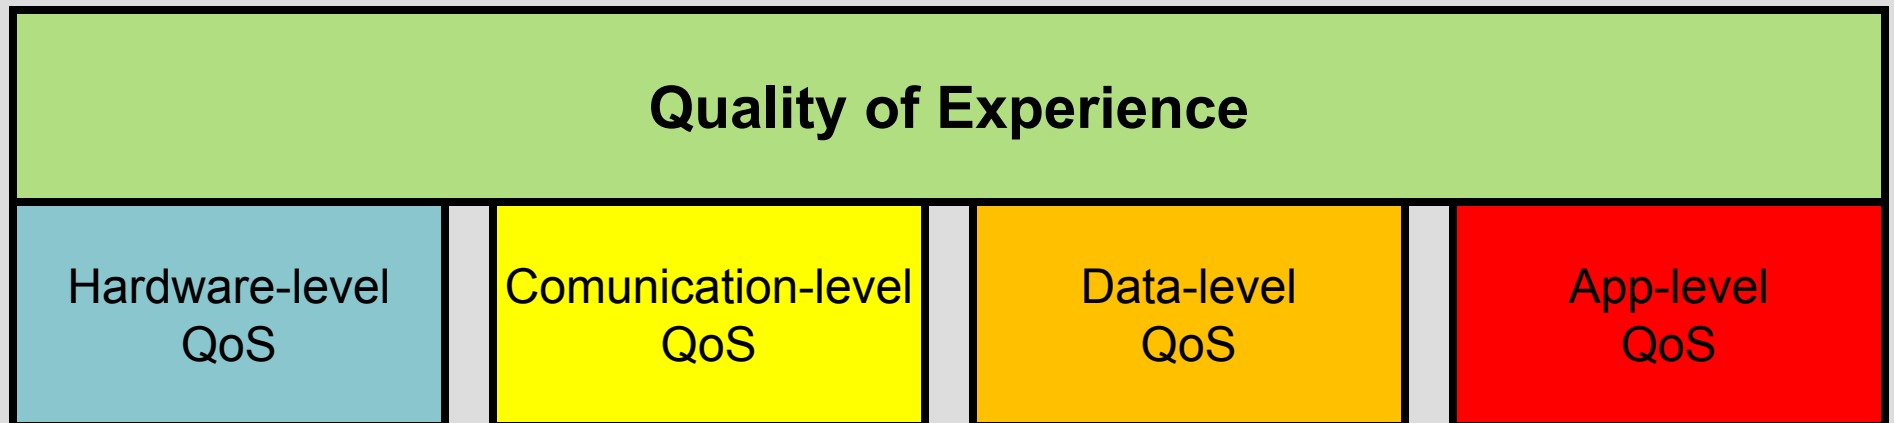 Quality of Experience
Hardware-level
QoS
Comunication-level
QoS
Data-level
QoS
App-level
QoS